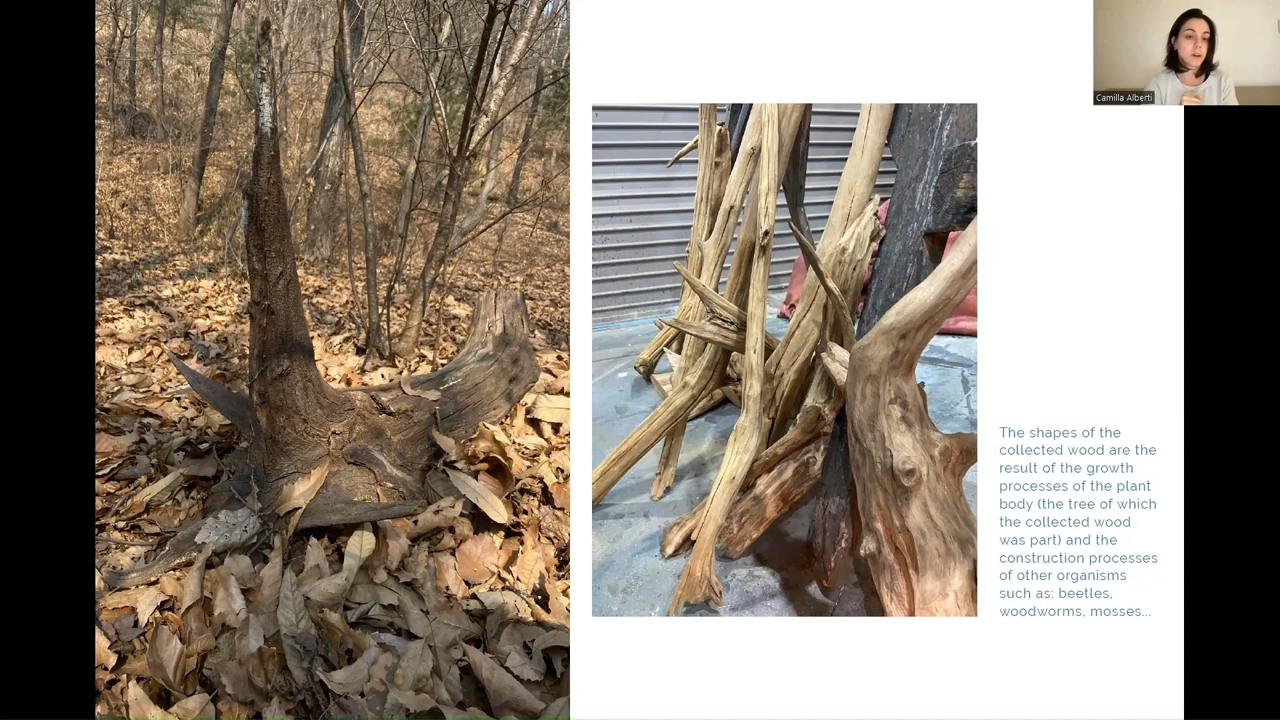 Camilla Alberti
The shapes of the
collected wood are the
result of the growth
processes of the plant
body (the tree of which
the collected wood
was part) and the
construction processes
of other organisms
such as: beetles,
woodworms, mosses...